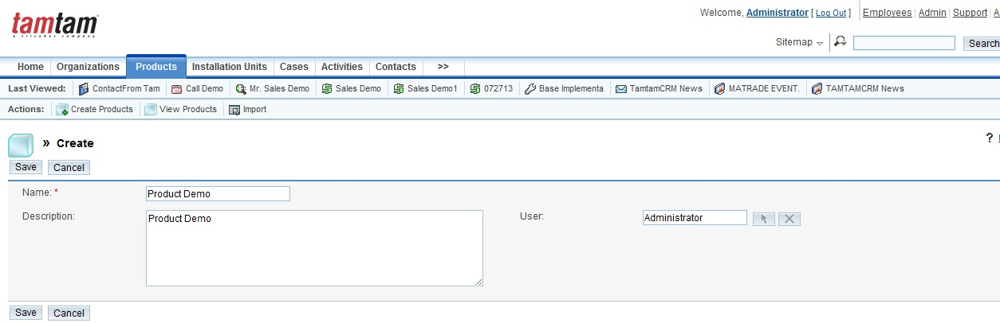 Welcome, Administrator [ Log Out ] Employees | Admin | Support | A
tamtam
Sitemap Search
Home Organizations Products Installation Units Cases Activities Contacts >>
Last Viewed: ContactFrom Tam Call Demo Mr. Sales Demo Sales Demo Sales Demo1 072713 Base Implementa TamtamCRM News MATRADE EVENT. TAMTAMCRM News
Actions: Create Products View Products Import
» Create ?
Save Cancel
Name: * Product Demo
Description: Product Demo User: Administrator
Save Cancel